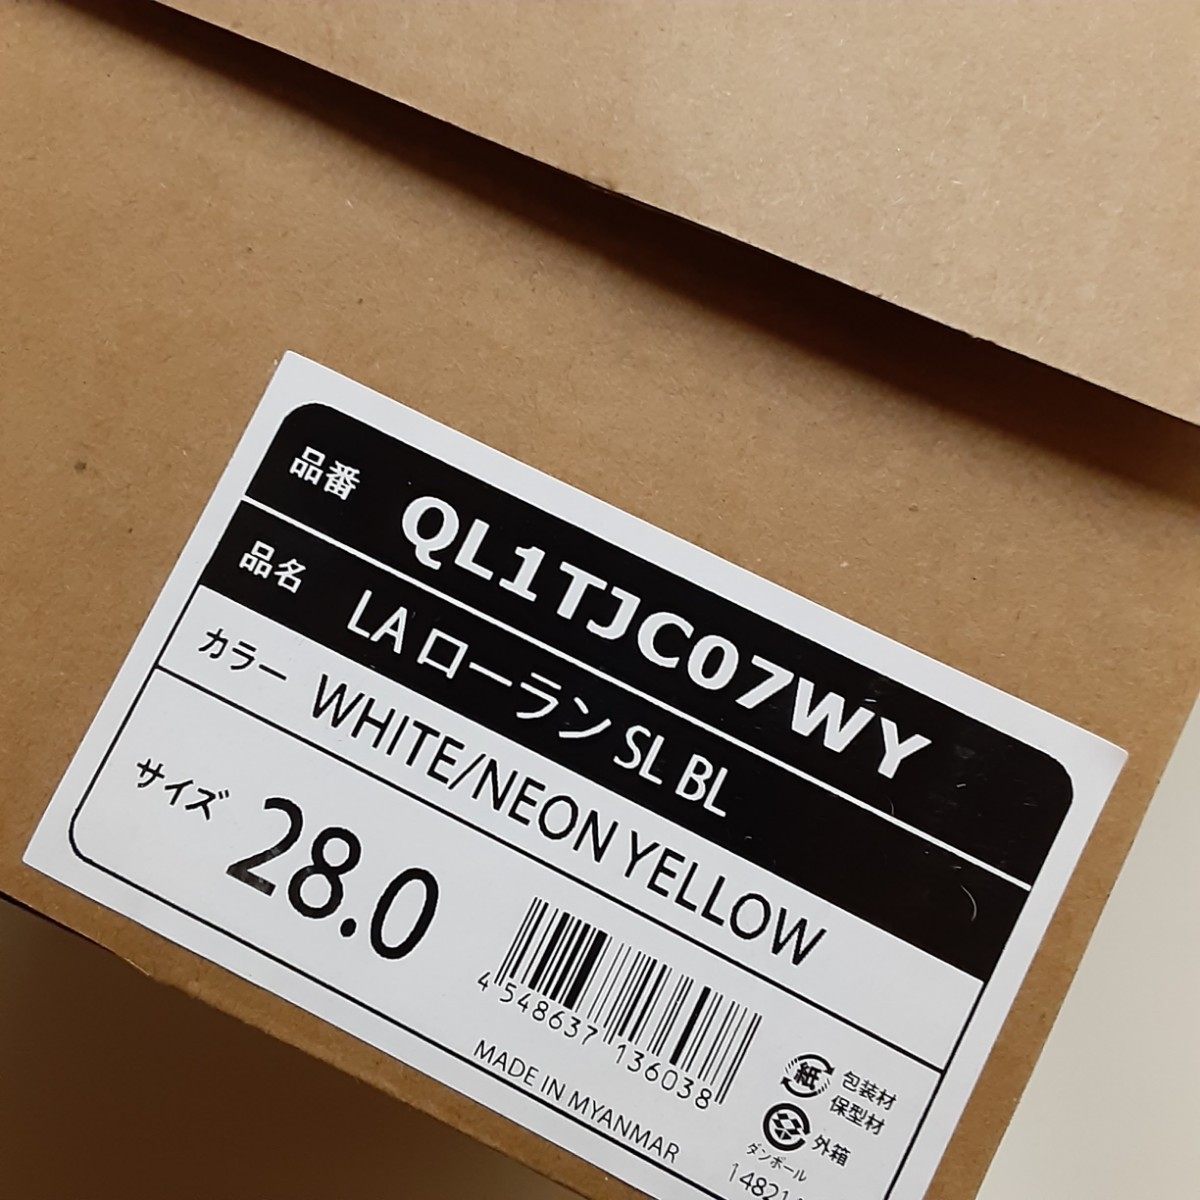 品番 QL1TJC07WY
品名 LA ローラン SL BL
カラー WHITE/NEON YELLOW
サイズ 28.0
4 548637 136038
MADE IN MYANMAR
紙 包装材
保型材
外箱
ダンボール